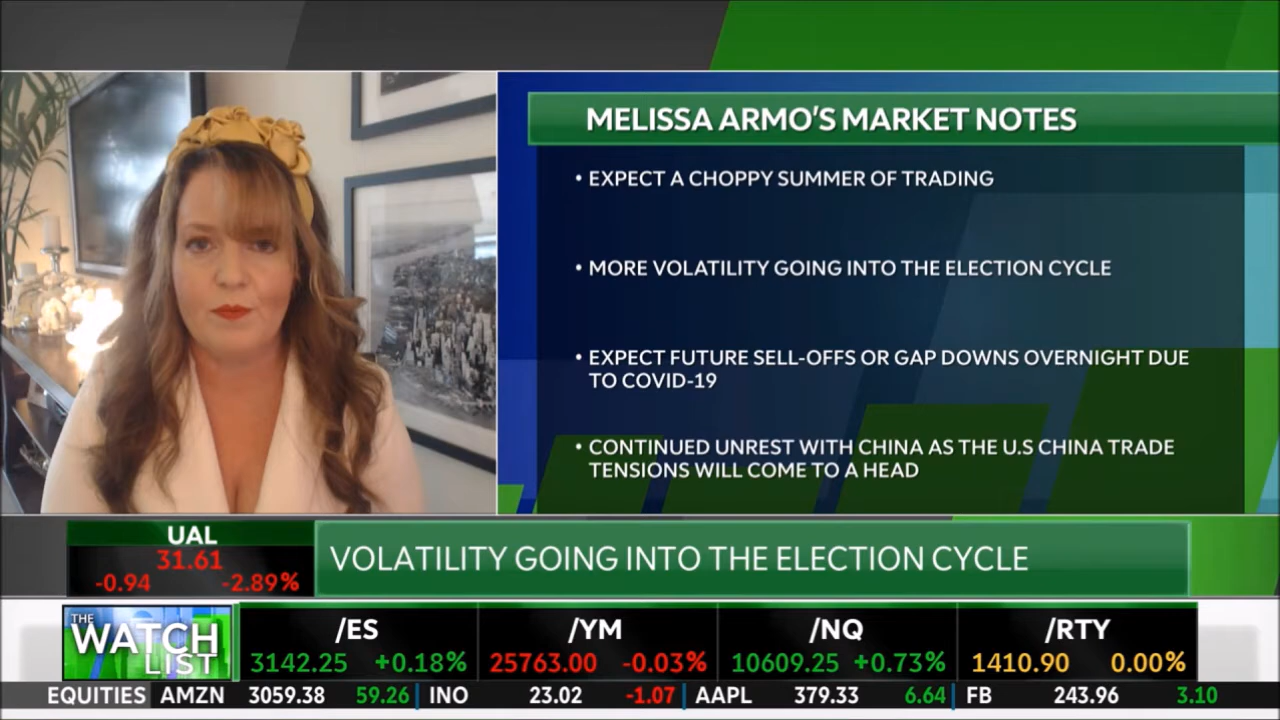 MELISSA ARMO'S MARKET NOTES
• EXPECT A CHOPPY SUMMER OF TRADING
• MORE VOLATILITY GOING INTO THE ELECTION CYCLE
• EXPECT FUTURE SELL-OFFS OR GAP DOWNS OVERNIGHT DUE
TO COVID-19
• CONTINUED UNREST WITH CHINA AS THE U.S CHINA TRADE
TENSIONS WILL COME TO A HEAD
UAL
31.61
-0.94 -2.89%
VOLATILITY GOING INTO THE ELECTION CYCLE
THE
WATCH
LIST
/ES /YM /NQ /RTY
3142.25 +0.18% 25763.00 -0.03% 10609.25 +0.73% 1410.90 0.00%
EQUITIES AMZN 3059.38 59.26 INO 23.02 -1.07 AAPL 379.33 6.64 FB 243.96 3.10